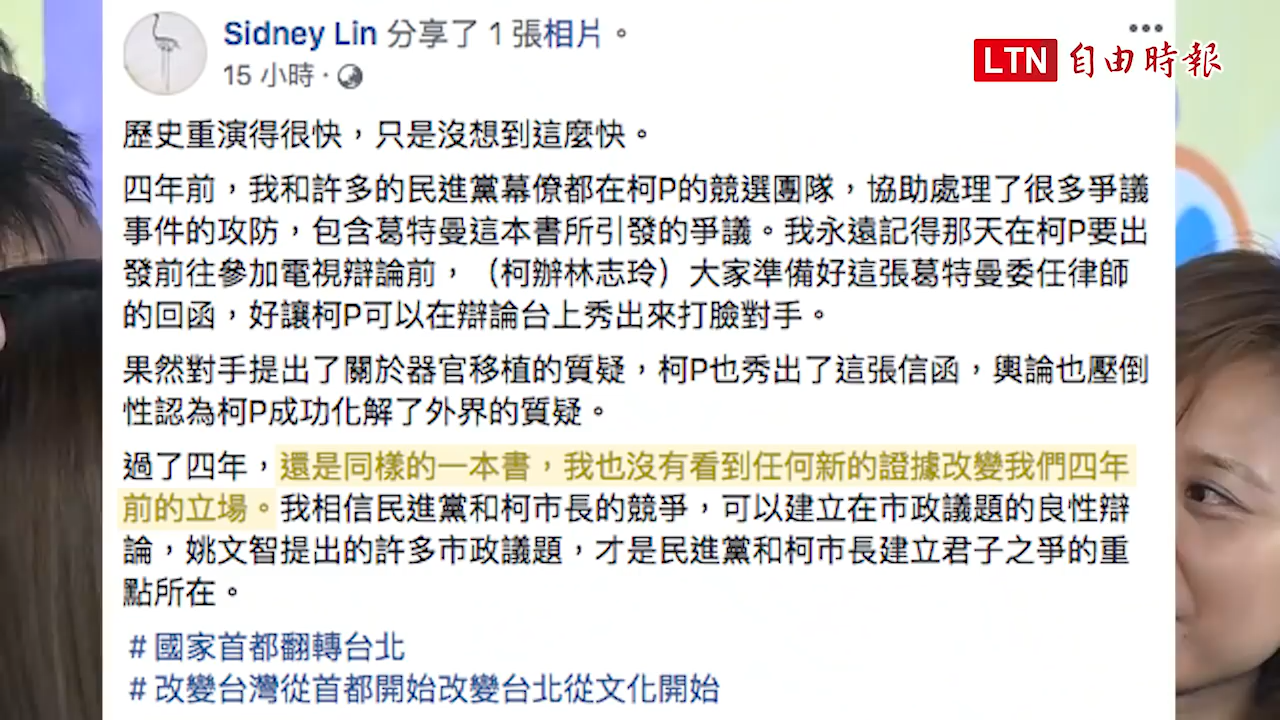 Sidney Lin 分享了 1 張相片。
15 小時 ·
LTN 自由時報
歷史重演得很快，只是沒想到這麼快。
四年前，我和許多的民進黨幕僚都在柯P的競選團隊，協助處理了很多爭議
事件的攻防，包含葛特曼這本書所引發的爭議。我永遠記得那天在柯P要出
發前往參加電視辯論前，（柯辦林志玲）大家準備好這張葛特曼委任律師
的回函，好讓柯P可以在辯論台上秀出來打臉對手。
果然對手提出了關於器官移植的質疑，柯P也秀出了這張信函，輿論也壓倒
性認為柯P成功化解了外界的質疑。
過了四年，還是同樣的一本書，我也沒有看到任何新的證據改變我們四年
前的立場。我相信民進黨和柯市長的競爭，可以建立在市政議題的良性辯
論，姚文智提出的許多市政議題，才是民進黨和柯市長建立君子之爭的重
點所在。
#國家首都翻轉台北
#改變台灣從首都開始改變台北從文化開始